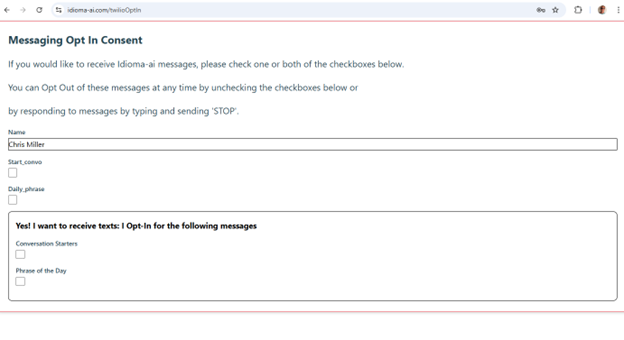 idioma-ai.com/twilioOptIn
Messaging Opt In Consent
If you would like to receive Idioma-ai messages, please check one or both of the checkboxes below.
You can Opt Out of these messages at any time by unchecking the checkboxes below or
by responding to messages by typing and sending 'STOP'.
Name
Chris Miller
Start_convo
Daily_phrase
Yes! I want to receive texts: I Opt-In for the following messages
Conversation Starters
Phrase of the Day